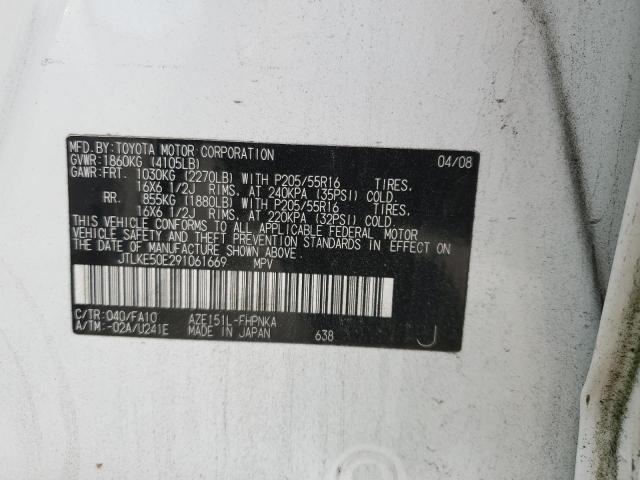 MFD. BY: TOYOTA MOTOR CORPORATION 04/08
GVWR: 1860KG (4105LB)
GAWR: FRT. 1030KG (2270LB) WITH P205/55R16 TIRES,
16X6 1/2J RIMS, AT 240KPA (35PSI) COLD.
RR. 855KG (1880LB) WITH P205/55R16 TIRES,
16X6 1/2J RIMS, AT 220KPA (32PSI) COLD.
THIS VEHICLE CONFORMS TO ALL APPLICABLE FEDERAL MOTOR
VEHICLE SAFETY AND THEFT PREVENTION STANDARDS IN EFFECT
ON THE DATE OF MANUFACTURE SHOWN ABOVE.
JTLKE50E291061669 MPV
C/TR: 040/FA10 AZE151L-FHPNKA
A/TM: -02A/U241E MADE IN JAPAN 638 J